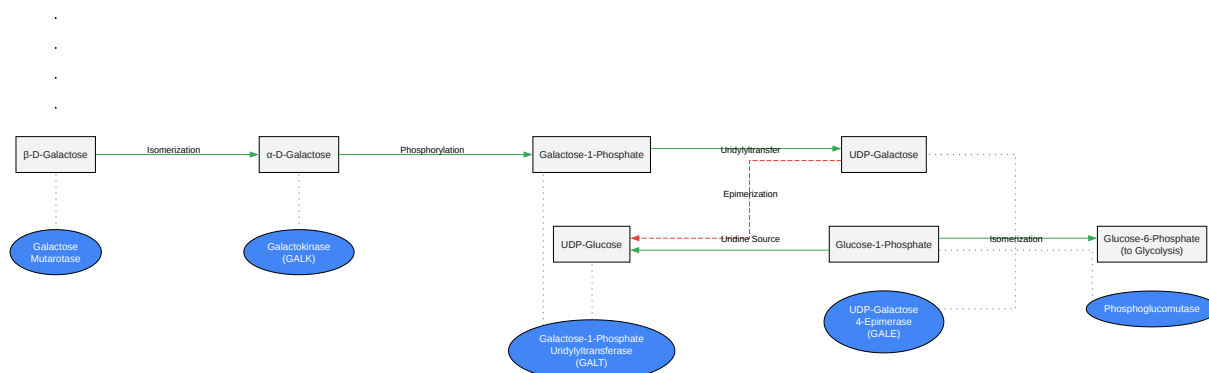 β-D-Galactose
Isomerization
α-D-Galactose
Phosphorylation
Galactose-1-Phosphate
Uridylyltransfer
UDP-Galactose
Epimerization
Galactose
Mutarotase
Galactokinase
(GALK)
UDP-Glucose
Uridine Source
Glucose-1-Phosphate
Isomerization
Glucose-6-Phosphate
(to Glycolysis)
Galactose-1-Phosphate
Uridylyltransferase
(GALT)
UDP-Galactose
4-Epimerase
(GALE)
Phosphoglucomutase